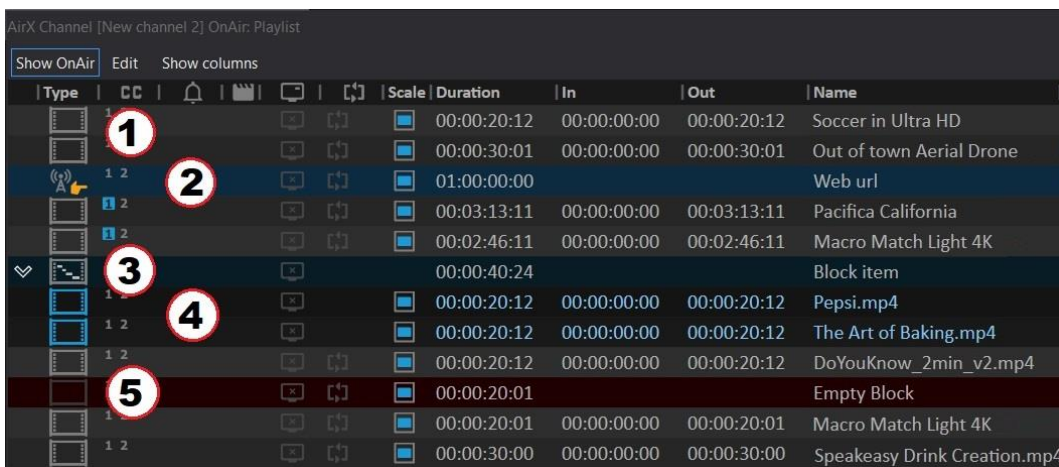 AirX Channel [New channel 2] OnAir: Playlist
Show OnAir Edit Show columns
Type CC Scale Duration In Out Name
1 00:00:20:12 00:00:00:00 00:00:20:12 Soccer in Ultra HD
1 00:00:30:01 00:00:00:00 00:00:30:01 Out of town Aerial Drone
1 2 2 01:00:00:00 Web url
1 2 00:03:13:11 00:00:00:00 00:03:13:11 Pacifica California
1 2 00:02:46:11 00:00:00:00 00:02:46:11 Macro Match Light 4K
3 00:00:40:24 Block item
1 2 00:00:20:12 00:00:00:00 00:00:20:12 Pepsi.mp4
1 2 4 00:00:20:12 00:00:00:00 00:00:20:12 The Art of Baking.mp4
1 2 00:00:20:12 00:00:00:00 00:00:20:12 DoYouKnow_2min_v2.mp4
5 00:00:20:01 Empty Block
1 2 00:00:20:01 00:00:00:00 00:00:20:01 Macro Match Light 4K
1 2 00:00:30:00 00:00:00:00 00:00:30:00 Speakeasy Drink Creation.mp4